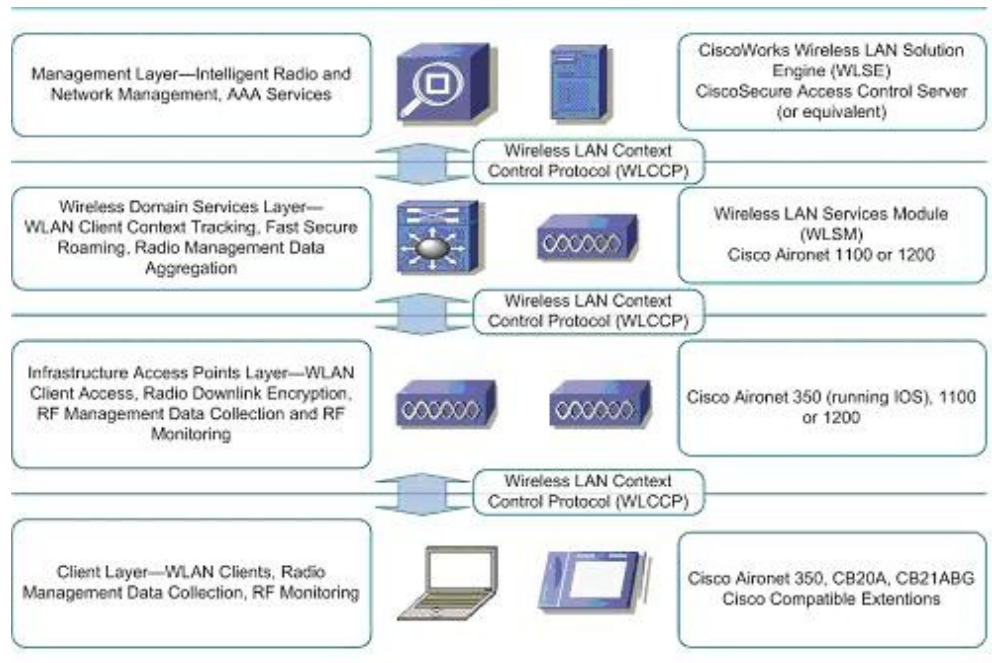 Management Layer—Intelligent Radio and
Network Management, AAA Services
CiscoWorks Wireless LAN Solution
Engine (WLSE)
CiscoSecure Access Control Server
(or equivalent)
Wireless LAN Context
Control Protocol (WLCCP)
Wireless Domain Services Layer—
WLAN Client Context Tracking, Fast Secure
Roaming, Radio Management Data
Aggregation
Wireless LAN Services Module
(WLSM)
Cisco Aironet 1100 or 1200
Wireless LAN Context
Control Protocol (WLCCP)
Infrastructure Access Points Layer—WLAN
Client Access, Radio Downlink Encryption,
RF Management Data Collection and RF
Monitoring
Cisco Aironet 350 (running IOS), 1100
or 1200
Wireless LAN Context
Control Protocol (WLCCP)
Client Layer—WLAN Clients, Radio
Management Data Collection, RF Monitoring
Cisco Aironet 350, CB20A, CB21ABG
Cisco Compatible Extentions